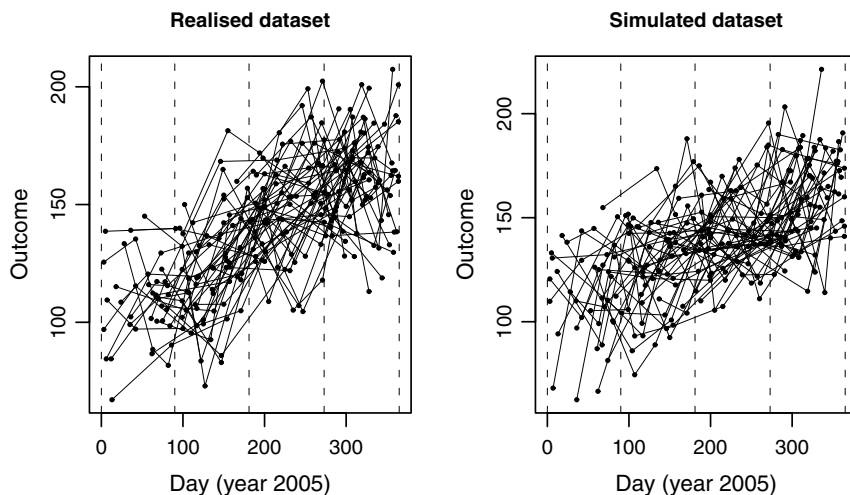 Realised dataset
Outcome
200
150
100
0 100 200 300
Day (year 2005)
Simulated dataset
Outcome
200
150
100
0 100 200 300
Day (year 2005)